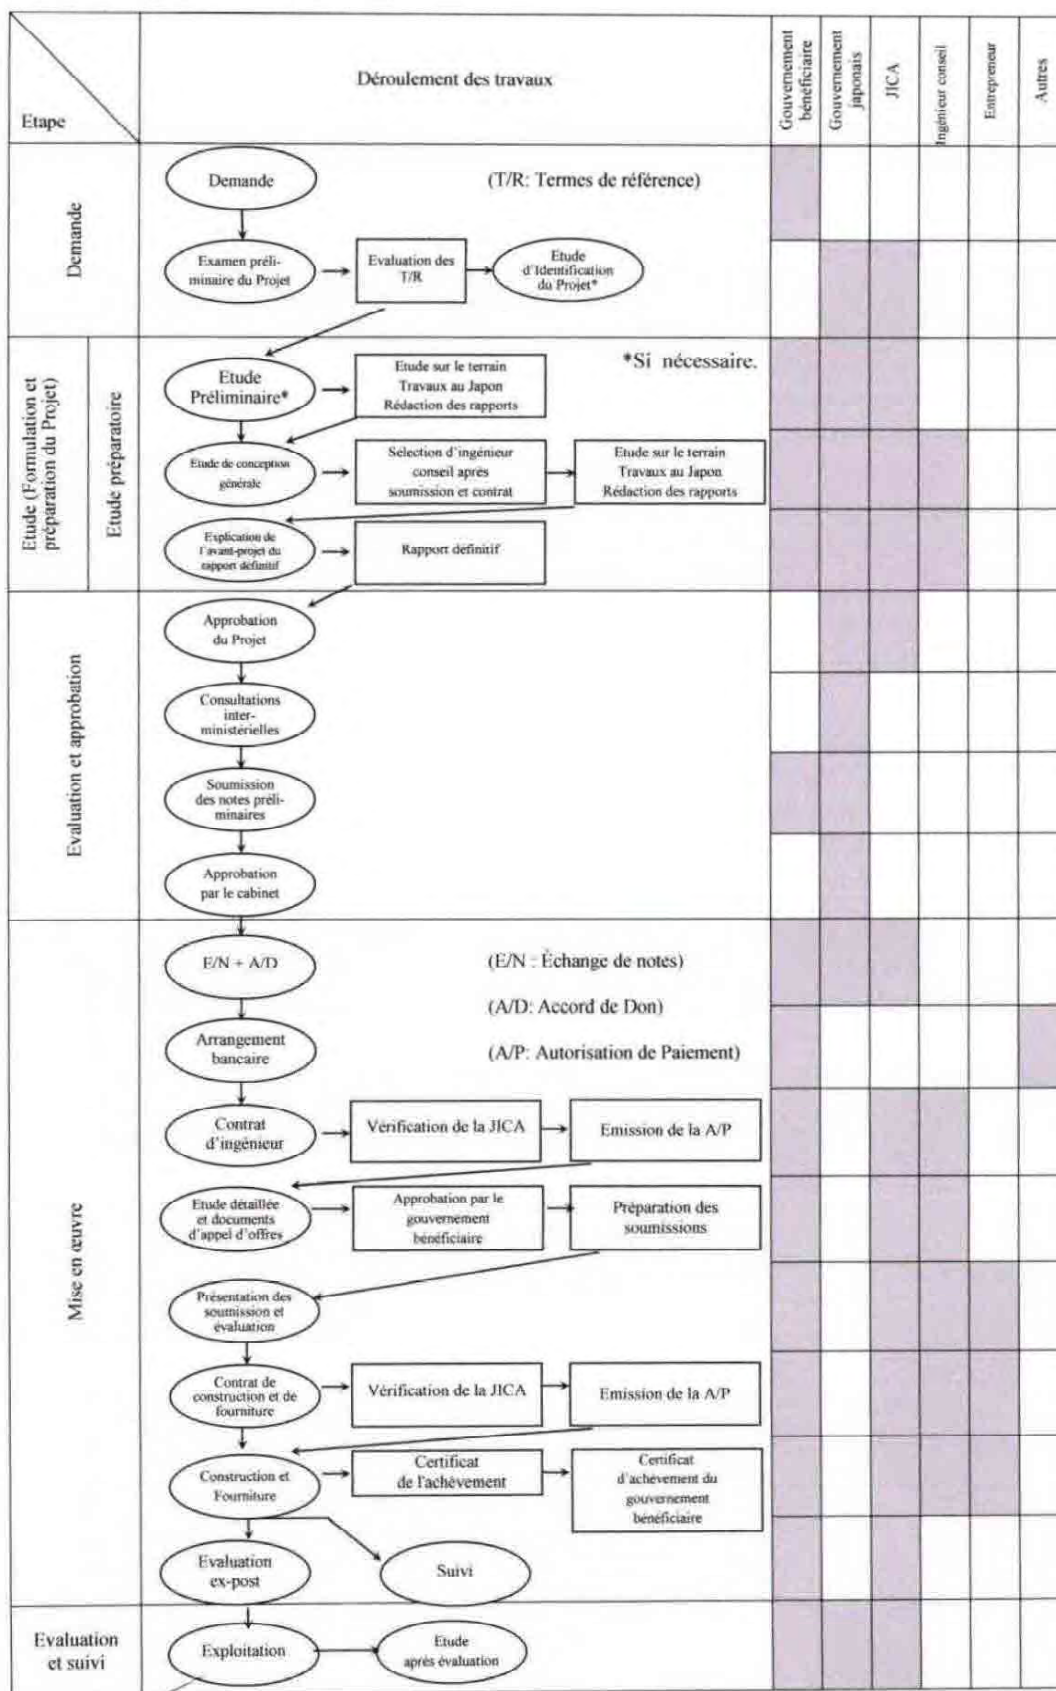 Etape
Déroulement des travaux
Gouvernement
bénéficiaire
Gouvernement
japonais
JICA
Ingénieur conseil
Entrepreneur
Autres
Demande
Demande
(T/R: Termes de référence)
Examen préli-
minaire du Projet
Evaluation des
T/R
Etude
d'Identification
du Projet*
Etude (Formulation et
préparation du Projet)
Etude préparatoire
*Si nécessaire.
Etude
Préliminaire*
Etude sur le terrain
Travaux au Japon
Rédaction des rapports
Etude de conception
générale
Sélection d'ingénieur
conseil après
soumission et contrat
Etude sur le terrain
Travaux au Japon
Rédaction des rapports
Explication de
l'avant-projet du
rapport définitif
Rapport définitif
Evaluation et approbation
Approbation
du Projet
Consultations
inter-
ministérielles
Soumission
des notes préli-
minaires
Approbation
par le cabinet
Mise en œuvre
E/N + A/D
(E/N : Échange de notes)
(A/D: Accord de Don)
Arrangement
bancaire
(A/P: Autorisation de Paiement)
Contrat
d'ingénieur
Vérification de la JICA
Emission de la A/P
Etude détaillée
et documents
d'appel d'offres
Approbation par le
gouvernement
bénéficiaire
Préparation des
soumissions
Présentation des
soumission et
évaluation
Contrat de
construction et de
fourniture
Vérification de la JICA
Emission de la A/P
Construction et
Fourniture
Certificat
de l'achèvement
Certificat
d'achèvement du
gouvernement
bénéficiaire
Evaluation
ex-post
Suivi
Evaluation
et suivi
Exploitation
Etude
après évaluation